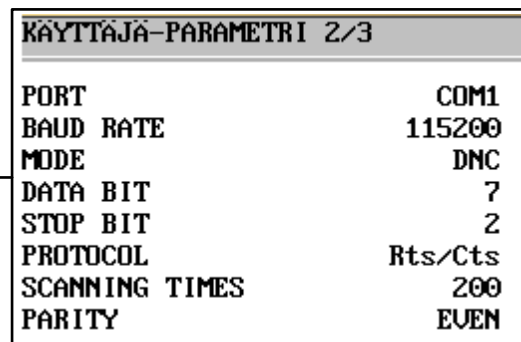 KÄYTTÄJÄ-PARAMETRI 2/3
PORT COM1
BAUD RATE 115200
MODE DNC
DATA BIT 7
STOP BIT 2
PROTOCOL Rts/Cts
SCANNING TIMES 200
PARITY EVEN